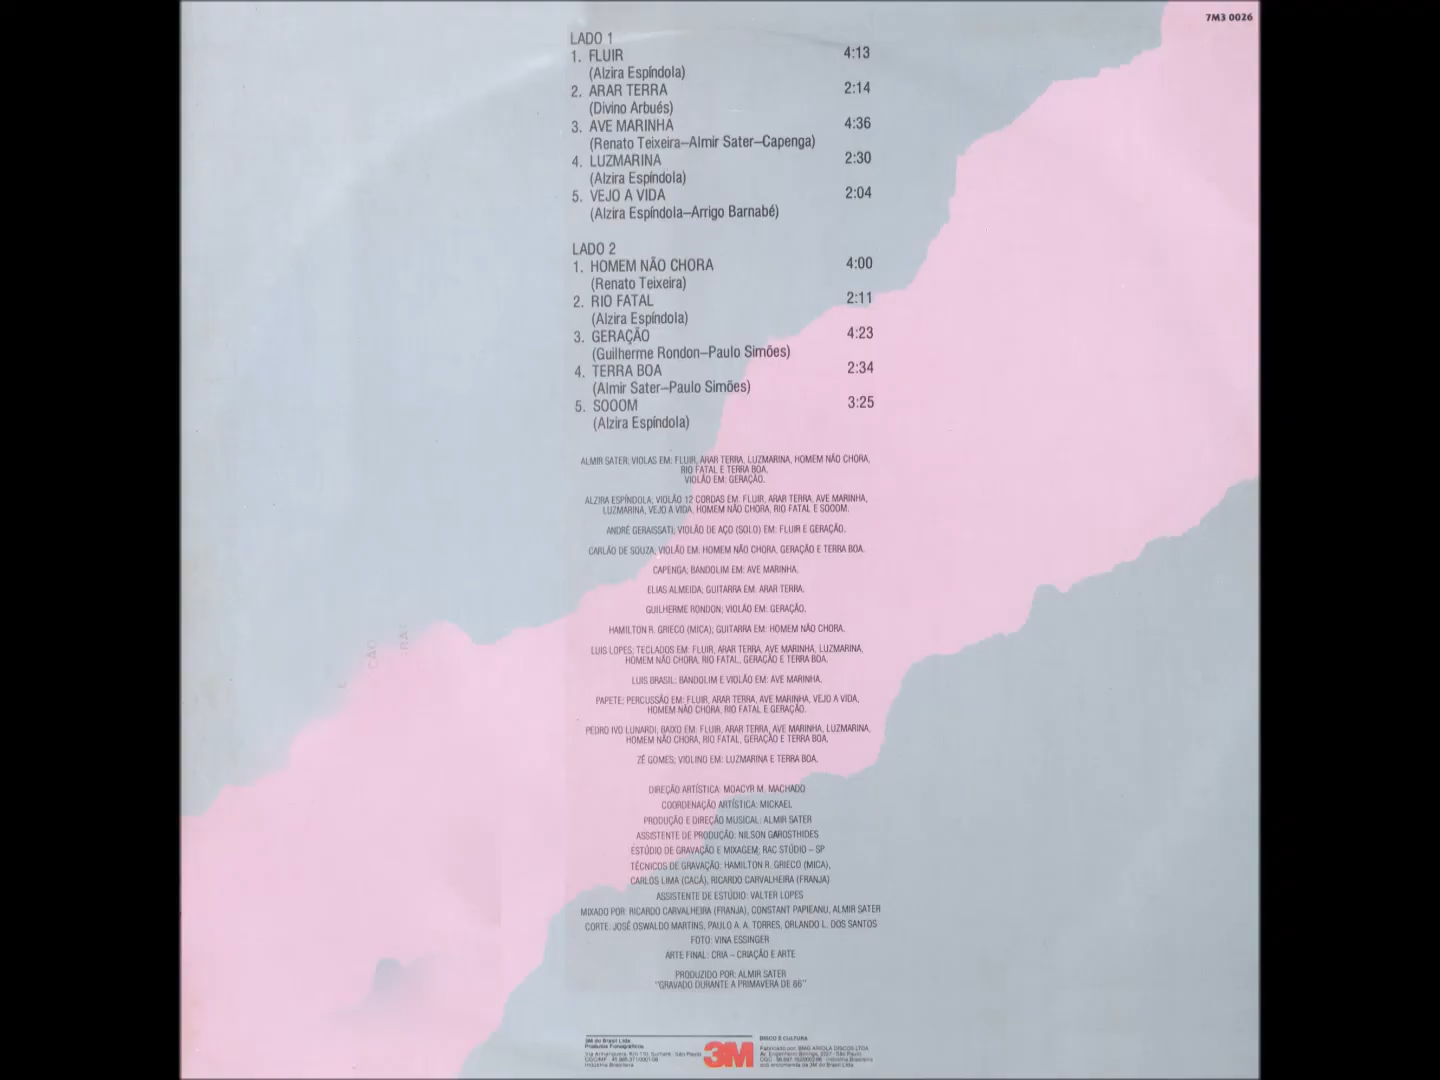 7M3 0026
LADO 1
1. FLUIR 4:13
(Alzira Espíndola)
2. ARAR TERRA 2:14
(Divino Arbués)
3. AVE MARINHA 4:36
(Renato Teixeira–Almir Sater–Capenga)
4. LUZMARINA 2:30
(Alzira Espíndola)
5. VEJO A VIDA 2:04
(Alzira Espíndola–Arrigo Barnabé)
LADO 2
1. HOMEM NÃO CHORA 4:00
(Renato Teixeira)
2. RIO FATAL 2:11
(Alzira Espíndola)
3. GERAÇÃO 4:23
(Guilherme Rondon–Paulo Simões)
4. TERRA BOA 2:34
(Almir Sater–Paulo Simões)
5. SOOOM 3:25
(Alzira Espíndola)
ALMIR SATER; VIOLAS EM: FLUIR, ARAR TERRA, LUZMARINA, HOMEM NÃO CHORA,
RIO FATAL E TERRA BOA.
VIOLÃO EM: GERAÇÃO.
ALZIRA ESPÍNDOLA; VIOLÃO 12 CORDAS EM: FLUIR, ARAR TERRA, AVE MARINHA,
LUZMARINA, VEJO A VIDA, HOMEM NÃO CHORA, RIO FATAL E SOOOM.
ANDRÉ GERAISSATI; VIOLÃO DE AÇO (SOLO) EM: FLUIR E GERAÇÃO.
CARLÃO DE SOUZA; VIOLÃO EM: HOMEM NÃO CHORA, GERAÇÃO E TERRA BOA.
CAPENGA; BANDOLIM EM: AVE MARINHA.
ELIAS ALMEIDA; GUITARRA EM: ARAR TERRA.
GUILHERME RONDON; VIOLÃO EM: GERAÇÃO.
HAMILTON R. GRIECO (MICA); GUITARRA EM: HOMEM NÃO CHORA.
LUIS LOPES; TECLADOS EM: FLUIR, ARAR TERRA, AVE MARINHA, LUZMARINA,
HOMEM NÃO CHORA, RIO FATAL, GERAÇÃO E TERRA BOA.
LUIS BRASIL; BANDOLIM E VIOLÃO EM: AVE MARINHA.
PAPETE; PERCUSSÃO EM: FLUIR, ARAR TERRA, AVE MARINHA, VEJO A VIDA,
HOMEM NÃO CHORA, RIO FATAL E GERAÇÃO.
PEDRO IVO LUNARDI; BAIXO EM: FLUIR, ARAR TERRA, AVE MARINHA, LUZMARINA,
HOMEM NÃO CHORA, RIO FATAL, GERAÇÃO E TERRA BOA.
ZÉ GOMES; VIOLINO EM: LUZMARINA E TERRA BOA.
DIREÇÃO ARTÍSTICA: MOACYR M. MACHADO
COORDENAÇÃO ARTÍSTICA: MICKAEL
PRODUÇÃO E DIREÇÃO MUSICAL: ALMIR SATER
ASSISTENTE DE PRODUÇÃO: NILSON GAROSTHIDES
ESTÚDIO DE GRAVAÇÃO E MIXAGEM: RAC STÚDIO – SP
TÉCNICOS DE GRAVAÇÃO: HAMILTON R. GRIECO (MICA),
CARLOS LIMA (CACÁ), RICARDO CARVALHEIRA (FRANJA)
ASSISTENTE DE ESTÚDIO: VALTER LOPES
MIXADO POR: RICARDO CARVALHEIRA (FRANJA), CONSTANT PAPIEANU, ALMIR SATER
CORTE: JOSÉ OSWALDO MARTINS, PAULO A. A. TORRES, ORLANDO L. DOS SANTOS
FOTO: VINA ESSINGER
ARTE FINAL: CRIA – CRIAÇÃO E ARTE
PRODUZIDO POR: ALMIR SATER
"GRAVADO DURANTE A PRIMAVERA DE 86"
3M do Brasil Ltda
Produtos Fonográficos
Indústria Brasileira
3M
DISCO É CULTURA
Fabricado por: BMG ARIOLA DISCOS LTDA
sob encomenda da 3M do Brasil Ltda